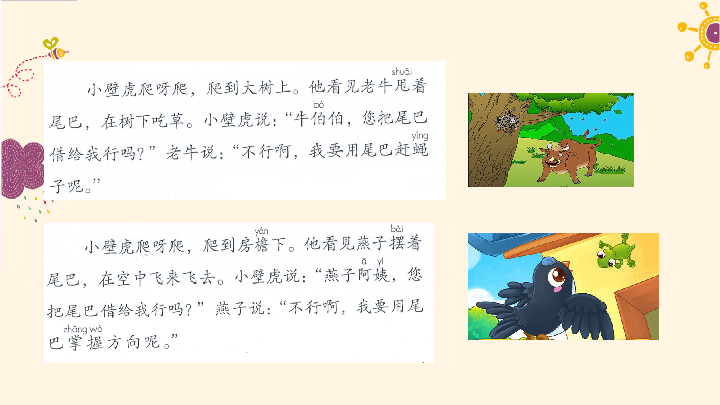 shuǎi
小壁虎爬呀爬，爬到大树上。他看见老牛甩着
bó
尾巴，在树下吃草。小壁虎说：“牛伯伯，您把尾巴
ying
借给我行吗？”老牛说：“不行啊，我要用尾巴赶蝇
子呢。”
yán bǎi
小壁虎爬呀爬，爬到房檐下。他看见燕子摆着
ā yí
尾巴，在空中飞来飞去。小壁虎说：“燕子阿姨，您
把尾巴借给我行吗？”燕子说：“不行啊，我要用尾
zhǎng wò
巴掌握方向呢。”